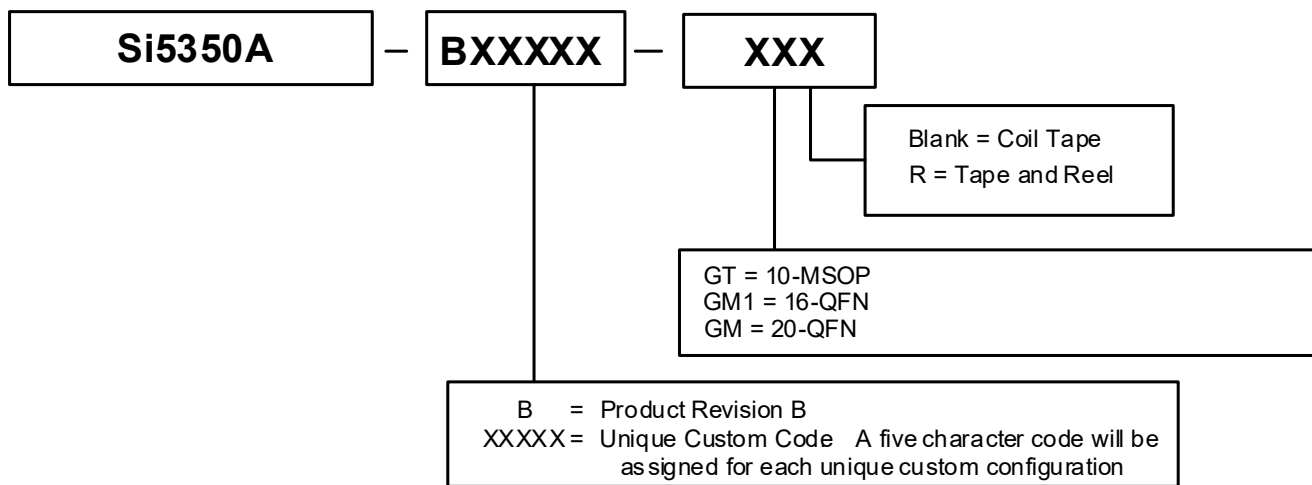 Si5350A – BXXXXX – XXX
Blank = Coil Tape
R = Tape and Reel
GT = 10-MSOP
GM1 = 16-QFN
GM = 20-QFN
B = Product Revision B
XXXXX = Unique Custom Code A five character code will be
assigned for each unique custom configuration